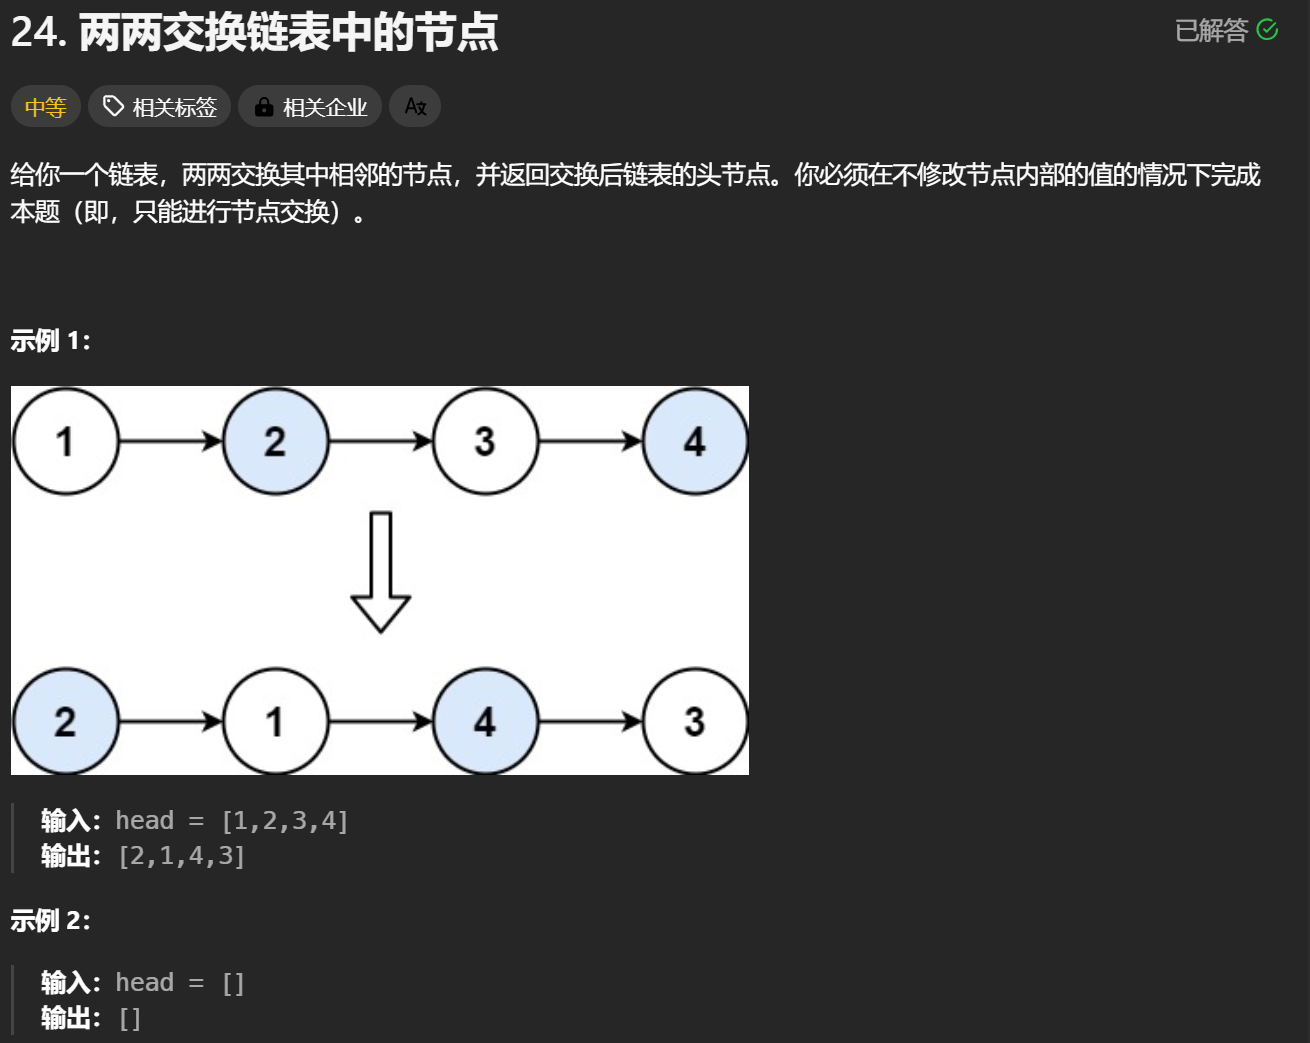 24. 两两交换链表中的节点
已解答
中等 相关标签 相关企业 A文
给你一个链表，两两交换其中相邻的节点，并返回交换后链表的头节点。你必须在不修改节点内部的值的情况下完成
本题（即，只能进行节点交换）。
示例 1：
1 2 3 4
2 1 4 3
输入：head = [1,2,3,4]
输出：[2,1,4,3]
示例 2：
输入：head = []
输出：[]